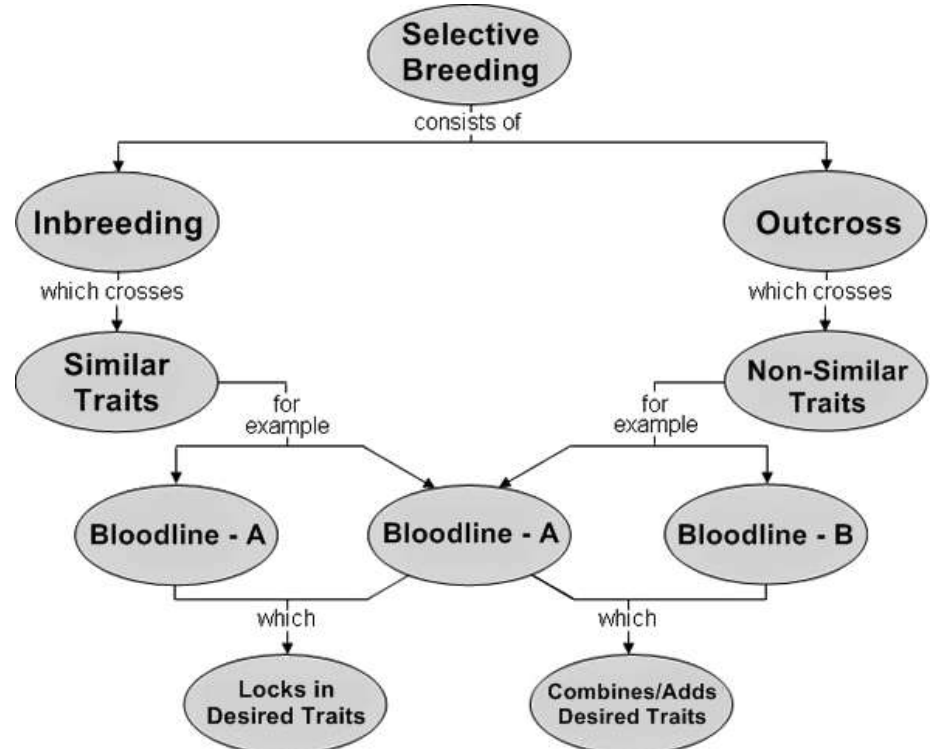 Selective
Breeding
consists of
Inbreeding
Outcross
which crosses
which crosses
Similar
Traits
Non-Similar
Traits
for
example
for
example
Bloodline - A
Bloodline - A
Bloodline - B
which
which
Locks in
Desired Traits
Combines/Adds
Desired Traits